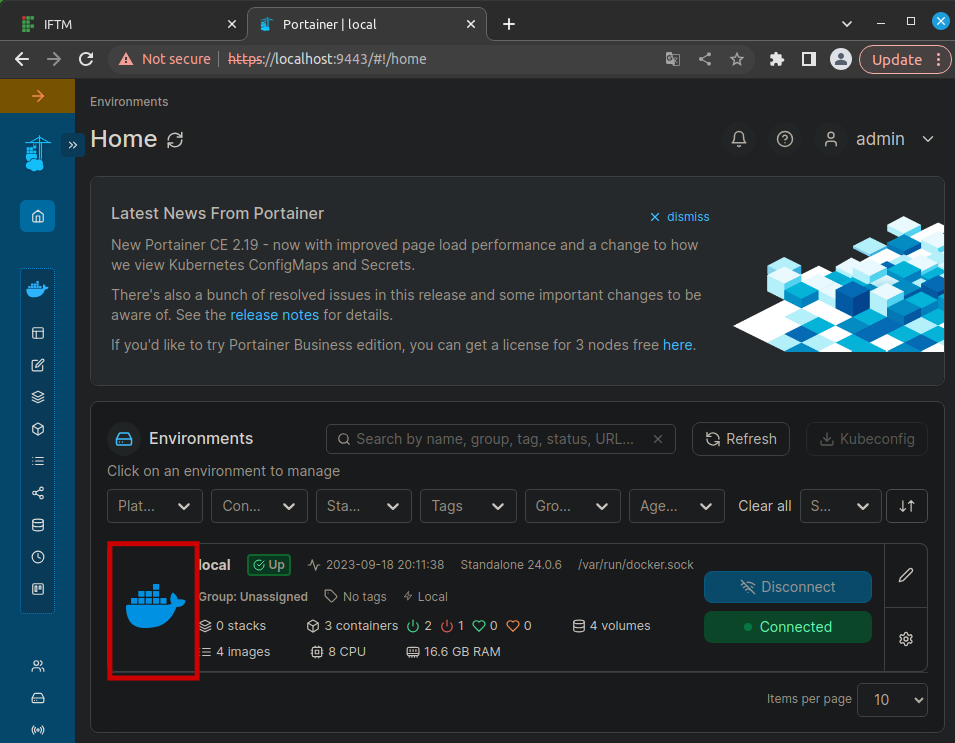 IFTM
Portainer | local
Not secure https://localhost:9443/#!/home
Update
Environments
Home
admin
Latest News From Portainer
dismiss
New Portainer CE 2.19 - now with improved page load performance and a change to how
we view Kubernetes ConfigMaps and Secrets.
There's also a bunch of resolved issues in this release and some important changes to be
aware of. See the release notes for details.
If you'd like to try Portainer Business edition, you can get a license for 3 nodes free here.
Environments
Search by name, group, tag, status, URL...
Refresh
Kubeconfig
Click on an environment to manage
Plat... Con... Sta... Tags Gro... Age... Clear all S...
local Up 2023-09-18 20:11:38 Standalone 24.0.6 /var/run/docker.sock
Disconnect
Group: Unassigned No tags Local
0 stacks 3 containers 2 1 0 0 4 volumes
Connected
4 images 8 CPU 16.6 GB RAM
Items per page 10